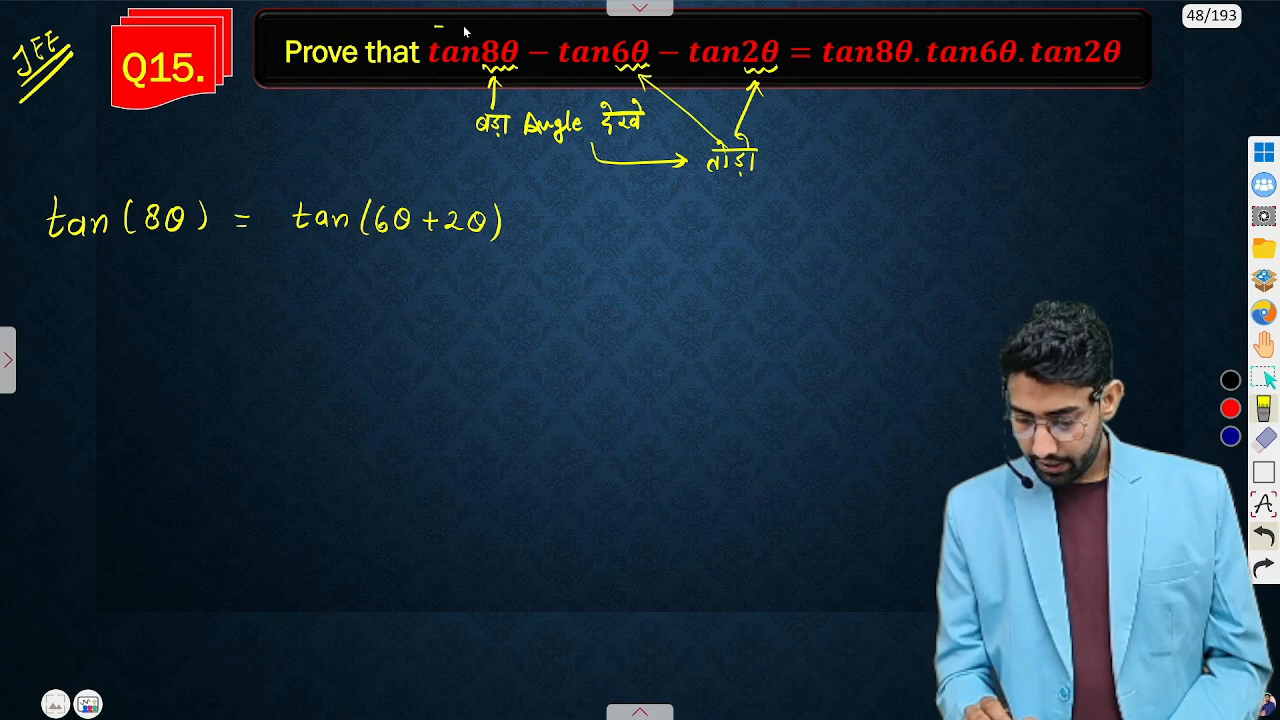 48/193
JEE
Q15.
Prove that tan8θ − tan6θ − tan2θ = tan8θ.tan6θ.tan2θ
बड़ा Angle देखे
तोड़ो
tan(8θ) = tan(6θ+2θ)